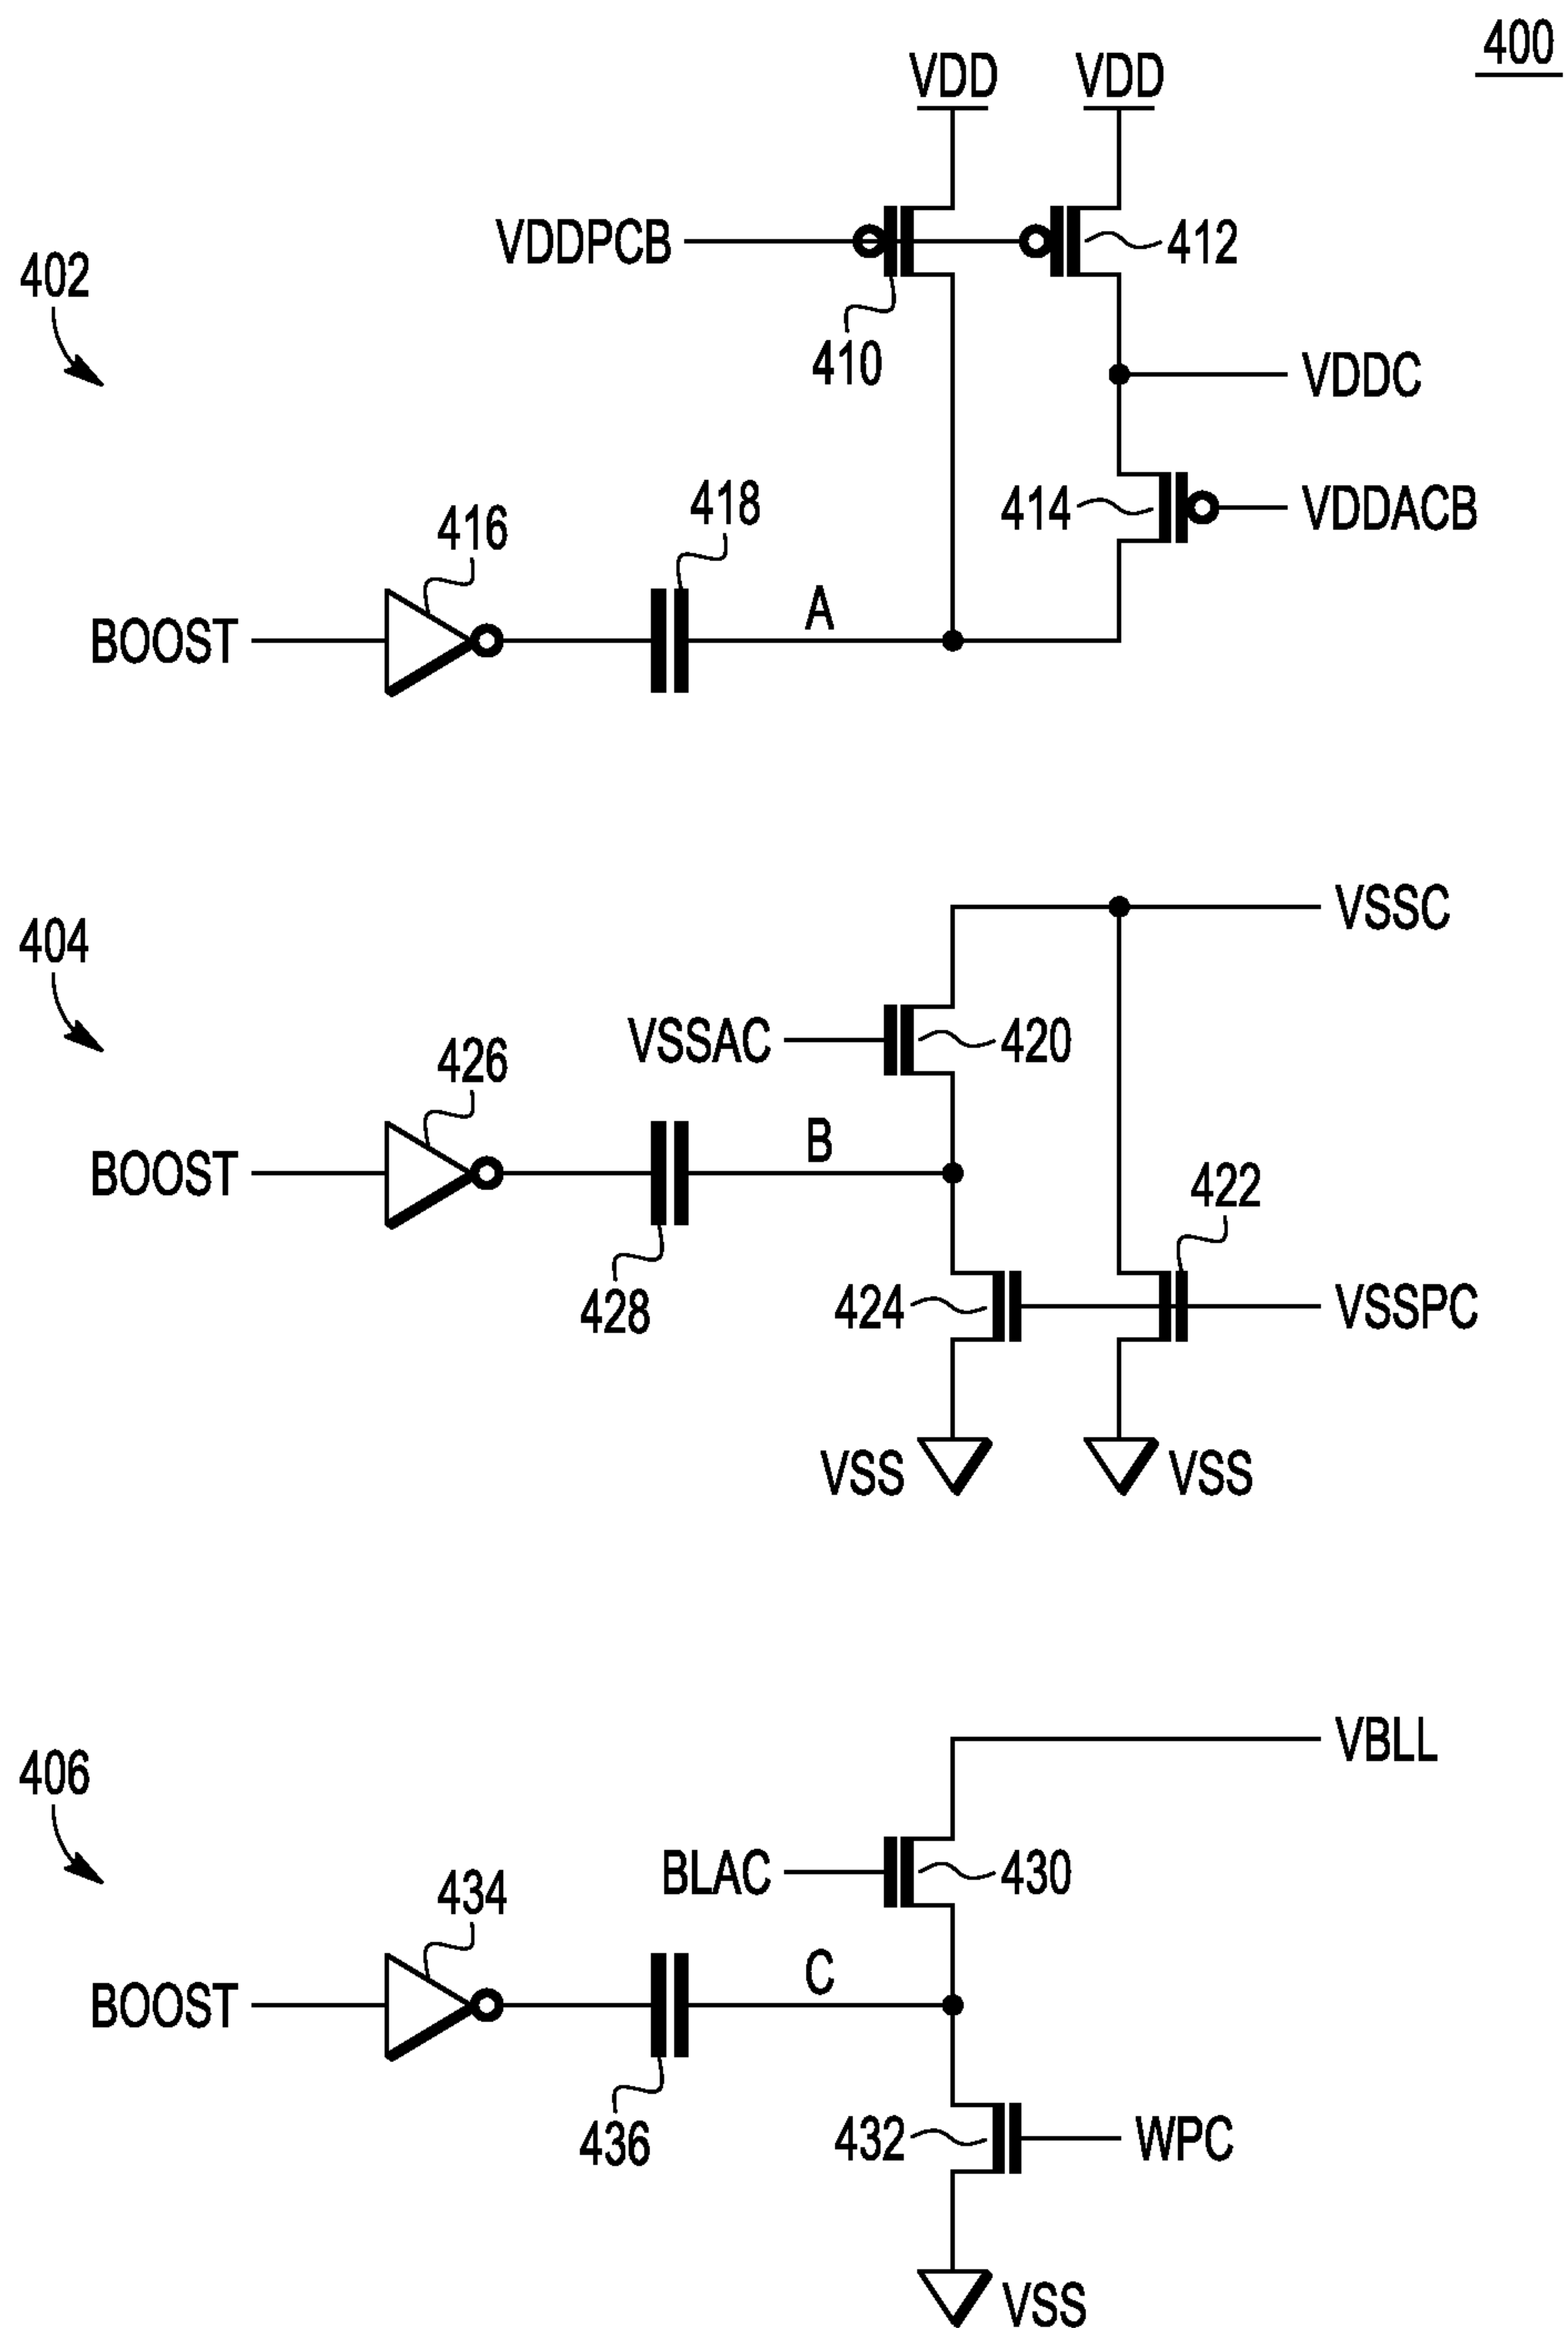 400
VDD VDD
VDDPCB
412
402
410
VDDC
418
414
VDDACB
416
A
BOOST
VSSC
404
VSSAC
420
426
B
BOOST
422
428
424
VSSPC
VSS VSS
VBLL
406
BLAC
430
434
C
BOOST
436
432
WPC
VSS